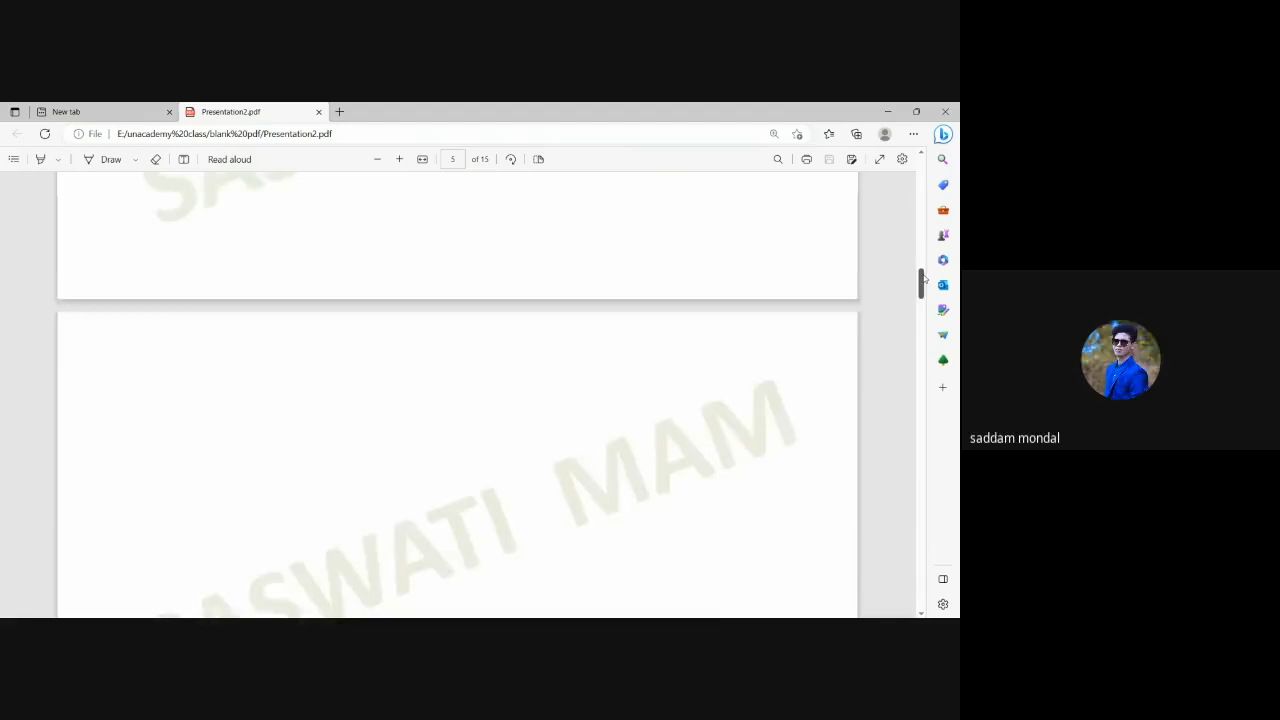 New tab
Presentation2.pdf
File
E:/unacademy%20class/blank%20pdf/Presentation2.pdf
Draw
Read aloud
5
of 15
SASWATI MAM
saddam mondal